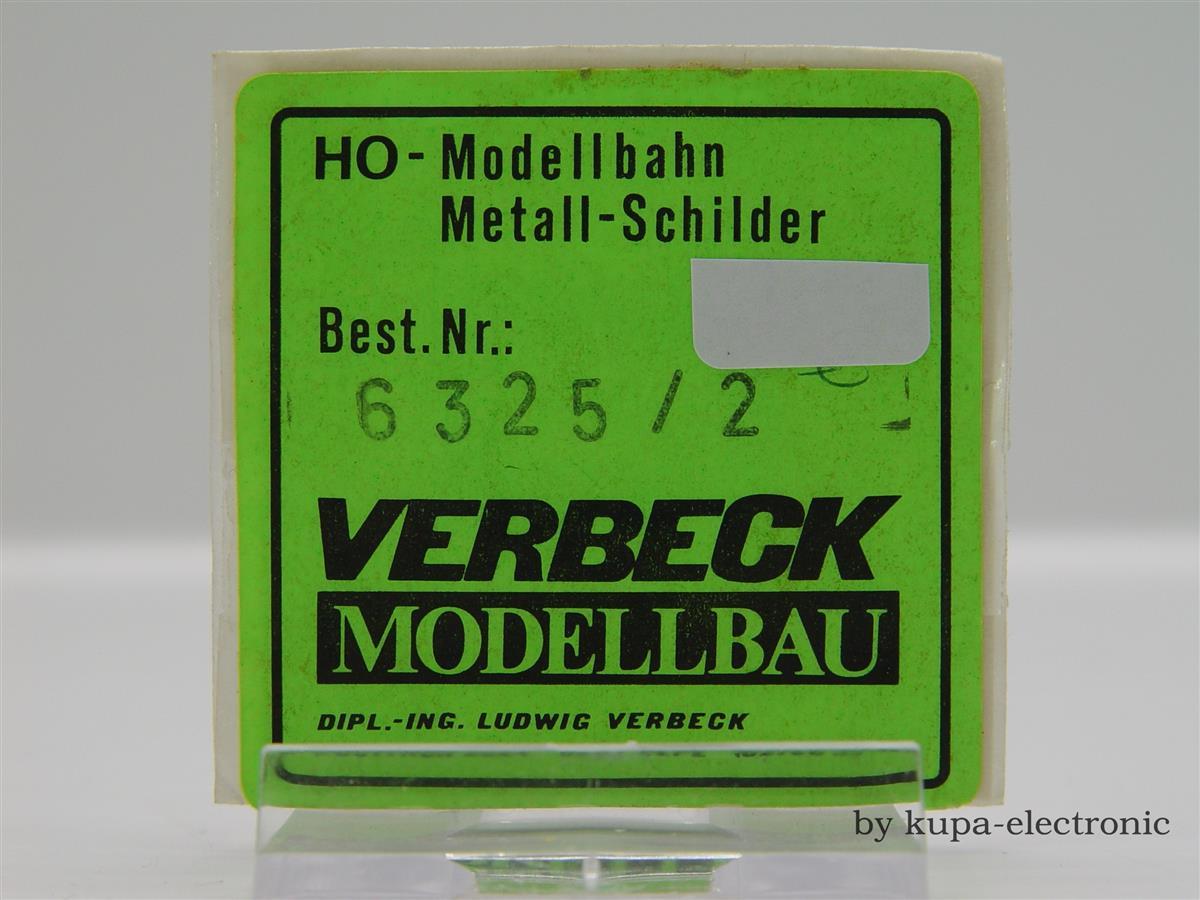 HO-Modellbahn
Metall-Schilder
Best.Nr.:
6325/2
VERBECK
MODELLBAU
DIPL.-ING. LUDWIG VERBECK
by kupa-electronic